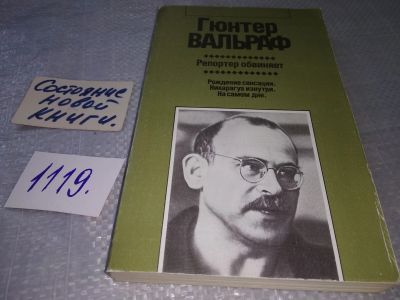 Гюнтер
ВАЛЬРАФ
Репортер обвиняет
Рождение сенсации.
Никарагуа изнутри.
На самом дне.
Состояние
новой
книги.
1119.